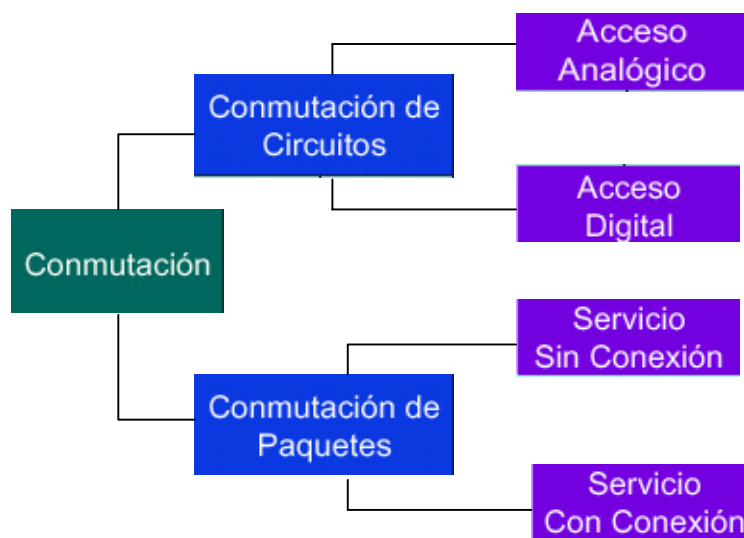 Acceso
Analógico
Conmutación de
Circuitos
Acceso
Digital
Conmutación
Servicio
Sin Conexión
Conmutación de
Paquetes
Servicio
Con Conexión